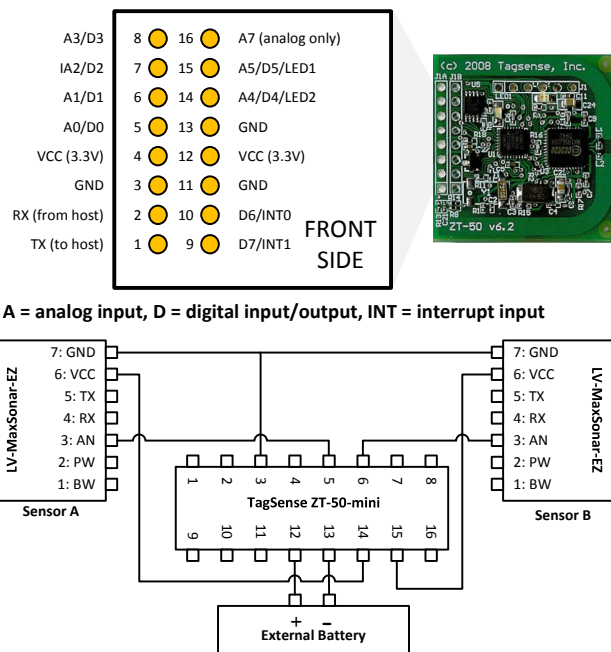 A3/D3 8 16 A7 (analog only)
IA2/D2 7 15 A5/D5/LED1
A1/D1 6 14 A4/D4/LED2
A0/D0 5 13 GND
VCC (3.3V) 4 12 VCC (3.3V)
GND 3 11 GND
RX (from host) 2 10 D6/INT0
TX (to host) 1 9 D7/INT1
FRONT
SIDE
(c) 2008 Tagsense, Inc.
J1A J1B U5 LED1 J1
ZT-50 v6.2
A = analog input, D = digital input/output, INT = interrupt input
LV-MaxSonar-EZ
7: GND
6: VCC
5: TX
4: RX
3: AN
2: PW
1: BW
Sensor A
1 2 3 4 5 6 7 8
TagSense ZT-50-mini
9 10 11 12 13 14 15 16
7: GND
6: VCC
5: TX
4: RX
3: AN
2: PW
1: BW
LV-MaxSonar-EZ
Sensor B
+ –
External Battery